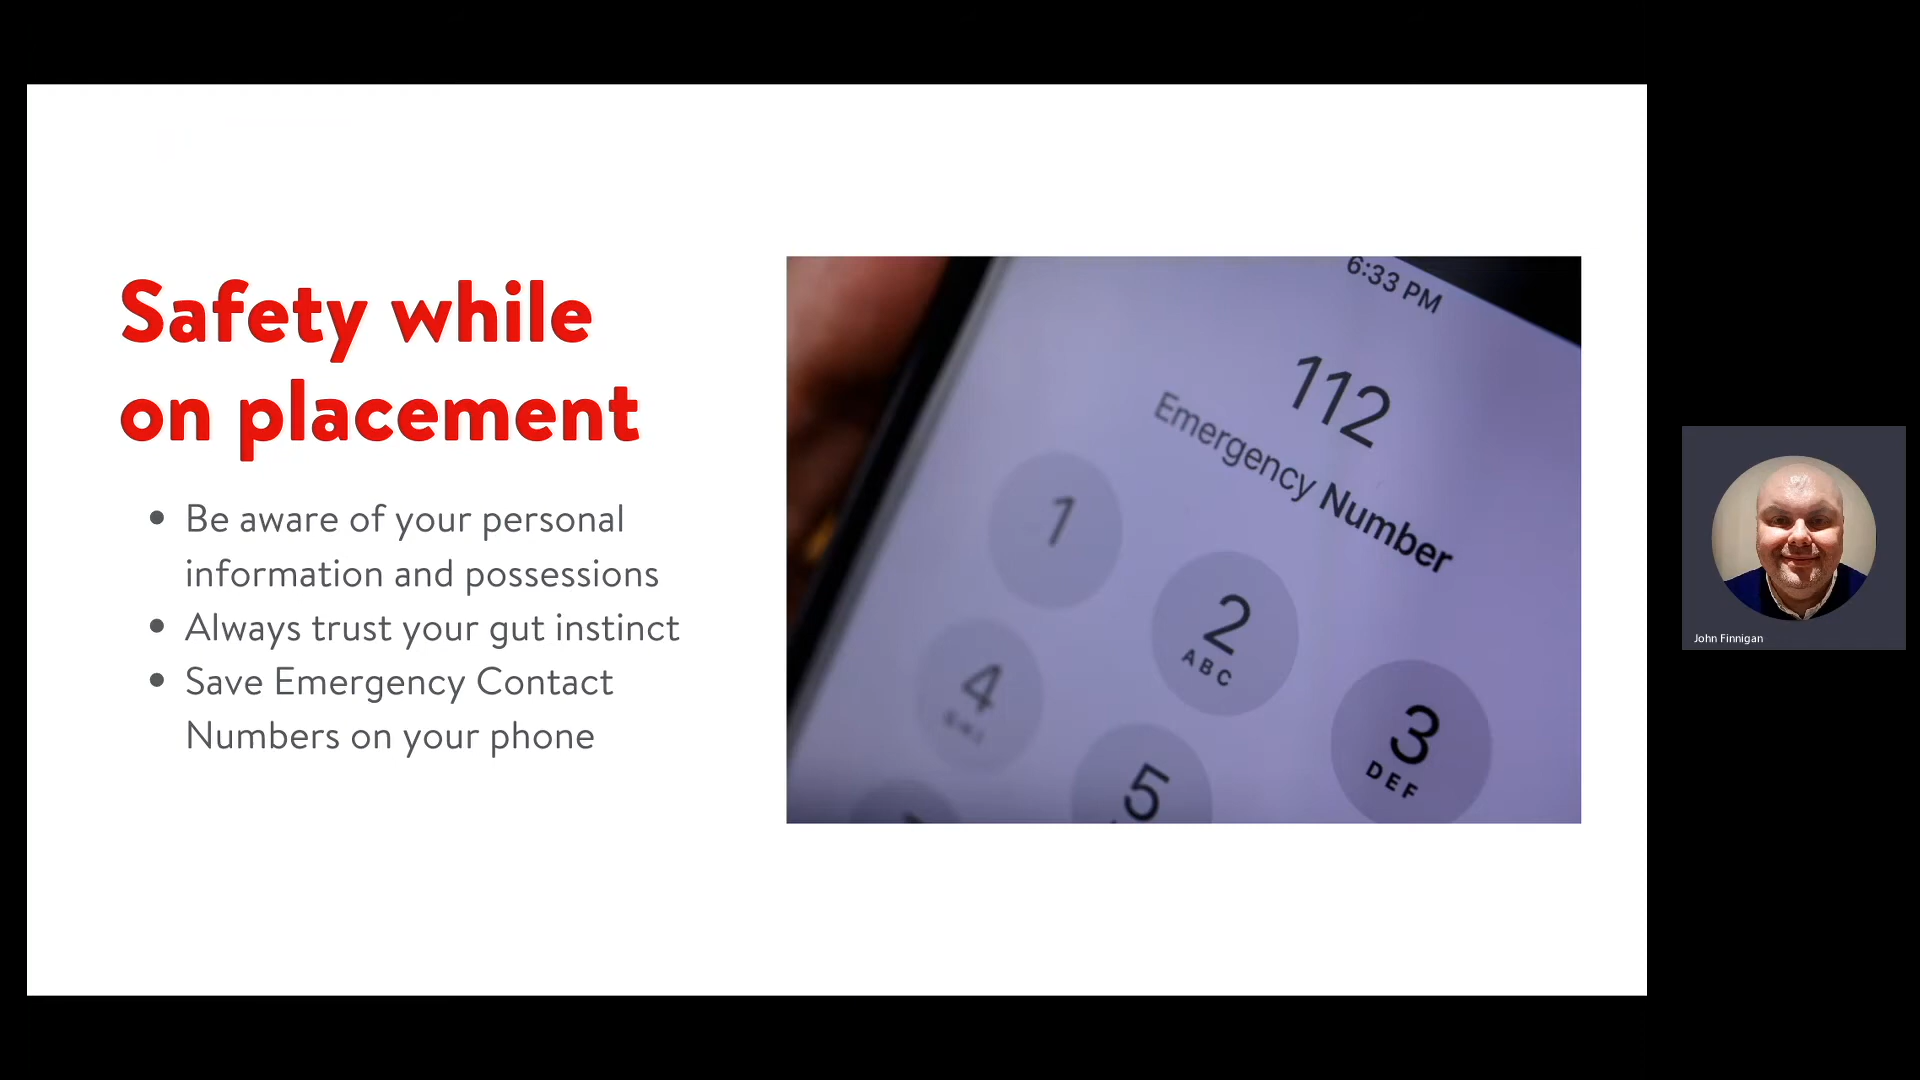 Safety while
on placement
Be aware of your personal
information and possessions
Always trust your gut instinct
Save Emergency Contact
Numbers on your phone
6:33 PM
112
Emergency Number
1
2
ABC
3
DEF
4
5
John Finnigan